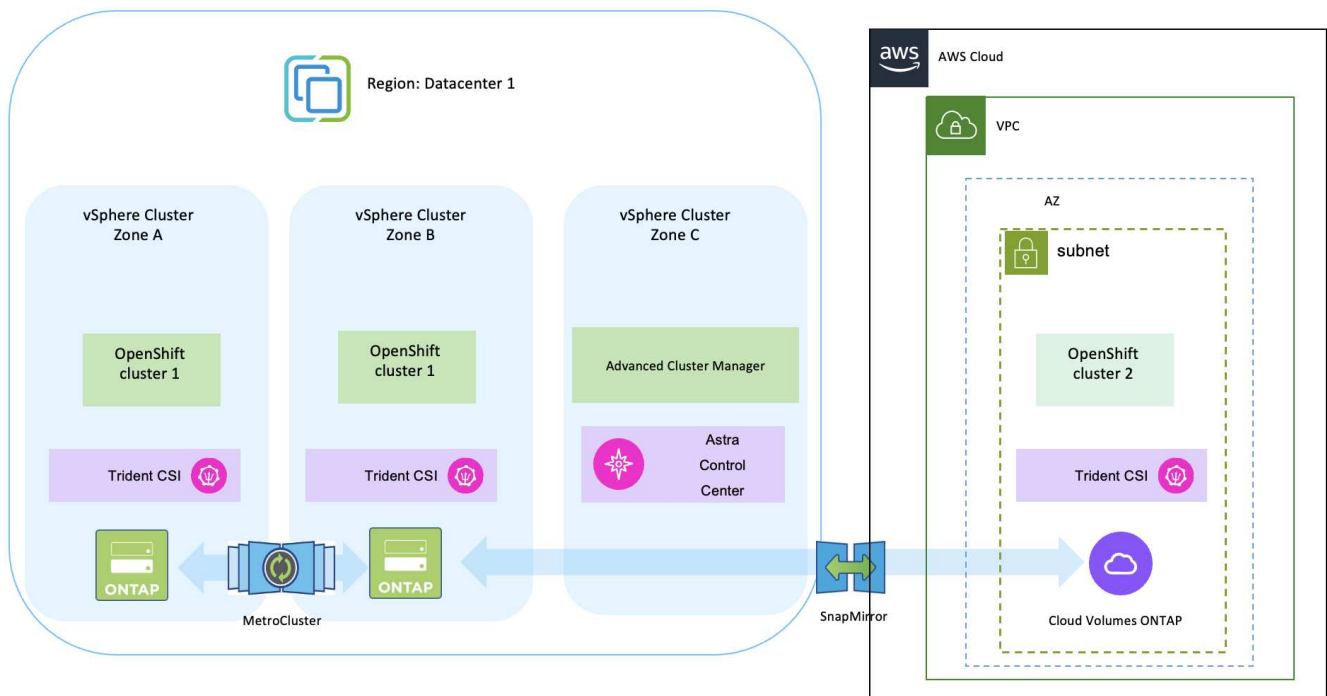 Region: Datacenter 1
vSphere Cluster
Zone A
OpenShift
cluster 1
Trident CSI
ONTAP
vSphere Cluster
Zone B
OpenShift
cluster 1
Trident CSI
ONTAP
MetroCluster
vSphere Cluster
Zone C
Advanced Cluster Manager
Astra
Control
Center
SnapMirror
aws
AWS Cloud
VPC
AZ
subnet
OpenShift
cluster 2
Trident CSI
Cloud Volumes ONTAP